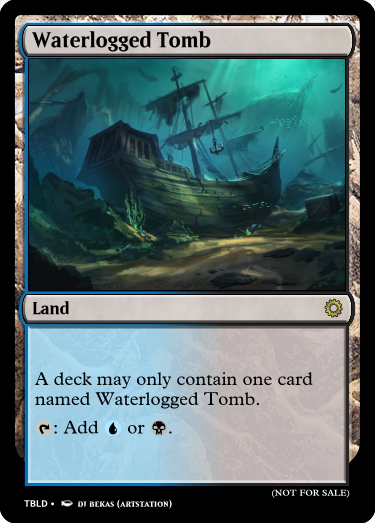 Waterlogged Tomb
Land
A deck may only contain one card
named Waterlogged Tomb.
: Add or .
(NOT FOR SALE)
TBLD • DJ BEKAS (ARTSTATION)